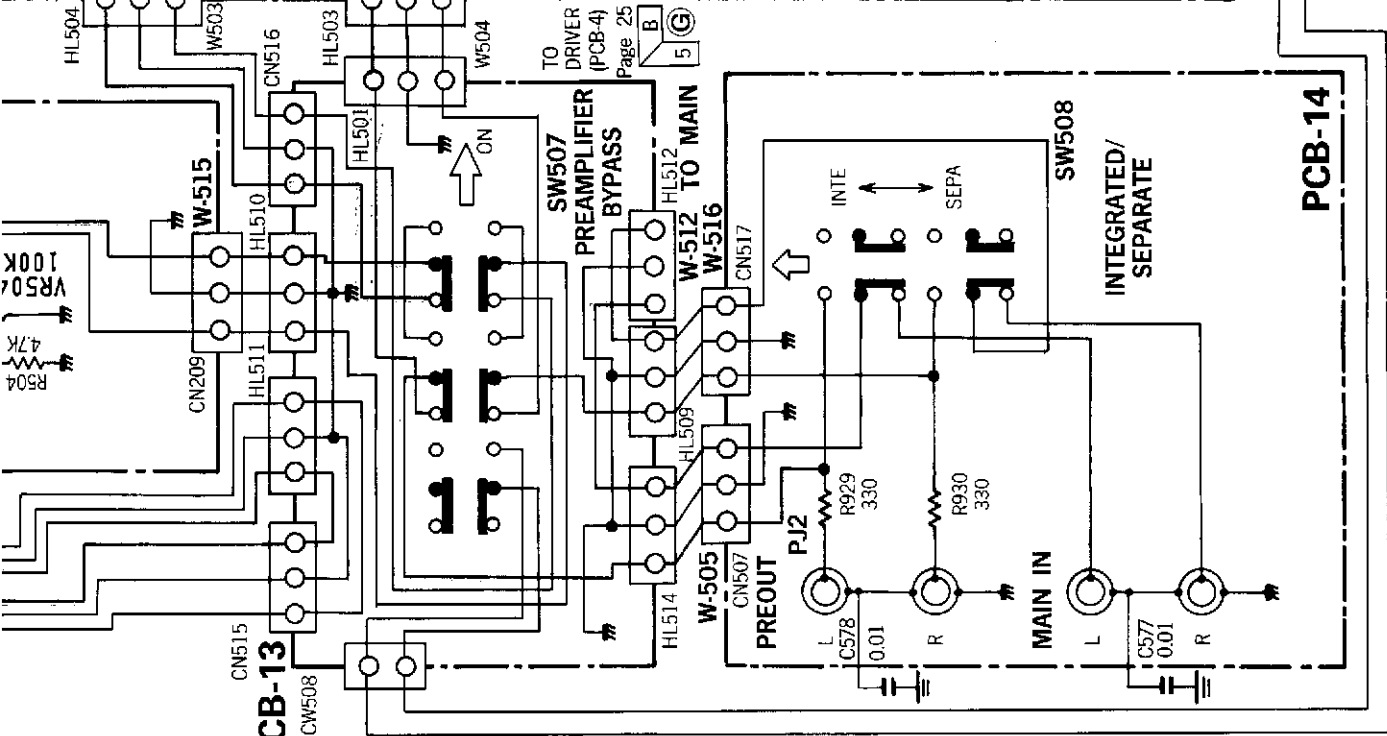 HL504
W503
HL503
W504
CN516
TO
DRIVER
(PCB-4)
Page 25
B
G
5
HL501
ON
W-515
HL510
100K
R504
4.7K
CN209
HL511
SW507
PREAMPLIFIER
BYPASS
HL512
TO MAIN
W-512
W-516
CN517
SW508
INTE
SEPA
INTEGRATED/
SEPARATE
PCB-14
HL509
HL514
W-505
CN507
PREOUT
PJ2
R929
330
R930
330
L
C578
0.01
R
MAIN IN
L
C577
0.01
R
CN515
CB-13
CW508